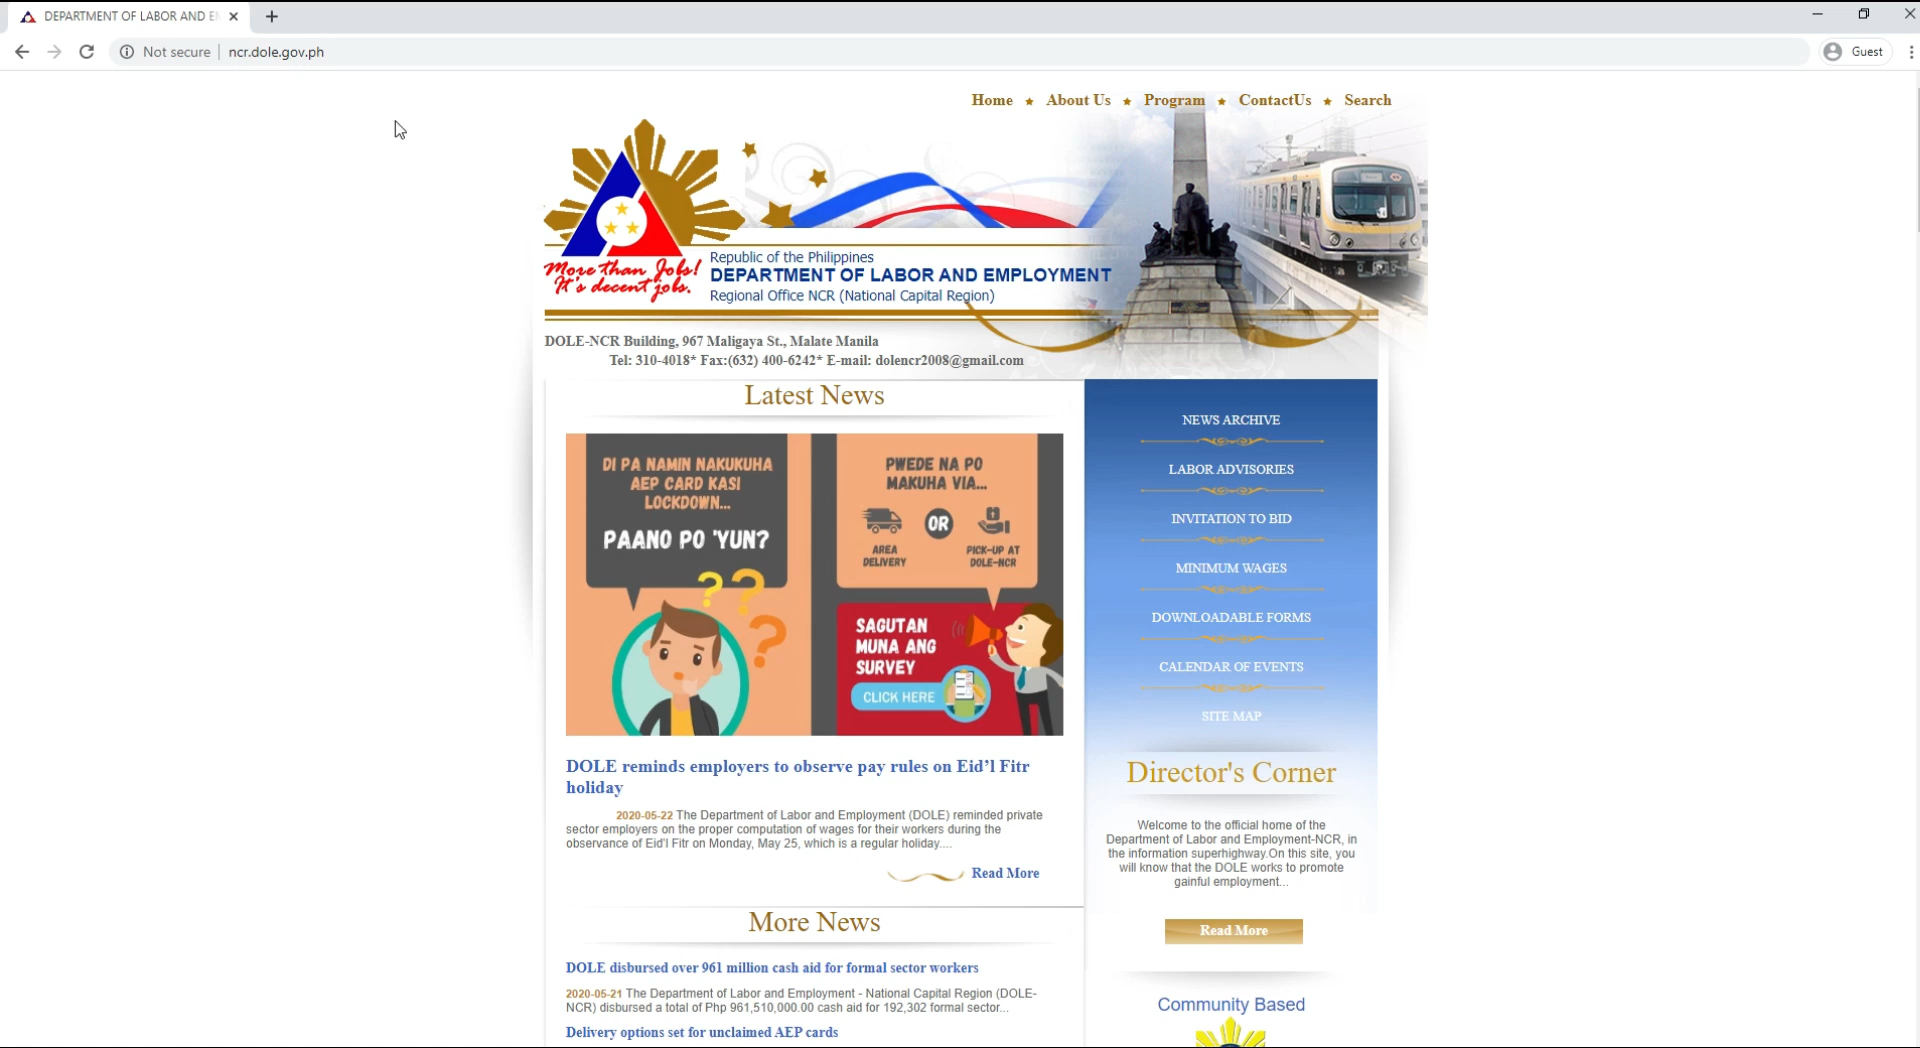 DEPARTMENT OF LABOR AND E
Not secure
ncr.dole.gov.ph
Guest
Home About Us Program ContactUs Search
More than Jobs!
It's decent jobs.
Republic of the Philippines
DEPARTMENT OF LABOR AND EMPLOYMENT
Regional Office NCR (National Capital Region)
DOLE-NCR Building, 967 Maligaya St., Malate Manila
Tel: 310-4018* Fax:(632) 400-6242* E-mail: dolencr2008@gmail.com
Latest News
DI PA NAMIN NAKUKUHA
AEP CARD KASI
LOCKDOWN...
PAANO PO 'YUN?
PWEDE NA PO
MAKUHA VIA...
OR
AREA
DELIVERY
PICK-UP AT
DOLE-NCR
SAGUTAN
MUNA ANG
SURVEY
CLICK HERE
DOLE reminds employers to observe pay rules on Eid’l Fitr
holiday
2020-05-22 The Department of Labor and Employment (DOLE) reminded private
sector employers on the proper computation of wages for their workers during the
observance of Eid'l Fitr on Monday, May 25, which is a regular holiday....
Read More
More News
DOLE disbursed over 961 million cash aid for formal sector workers
2020-05-21 The Department of Labor and Employment - National Capital Region (DOLE-
NCR) disbursed a total of Php 961,510,000.00 cash aid for 192,302 formal sector...
Delivery options set for unclaimed AEP cards
NEWS ARCHIVE
LABOR ADVISORIES
INVITATION TO BID
MINIMUM WAGES
DOWNLOADABLE FORMS
CALENDAR OF EVENTS
SITE MAP
Director's Corner
Welcome to the official home of the
Department of Labor and Employment-NCR, in
the information superhighway.On this site, you
will know that the DOLE works to promote
gainful employment...
Read More
Community Based